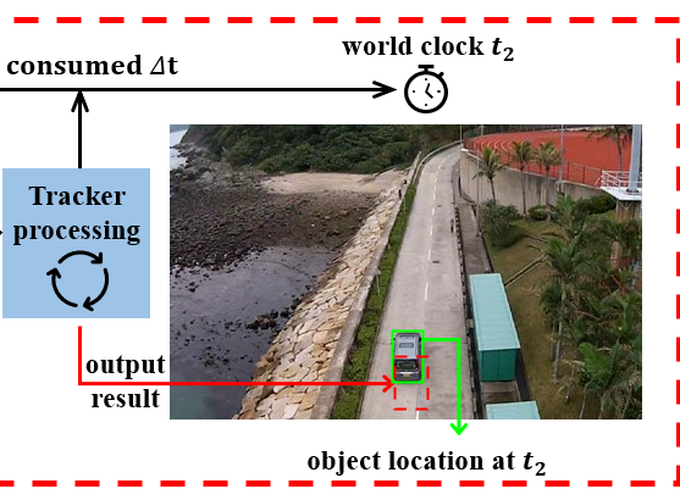 world clock t₂
consumed Δt
Tracker
processing
output
result
object location at t₂